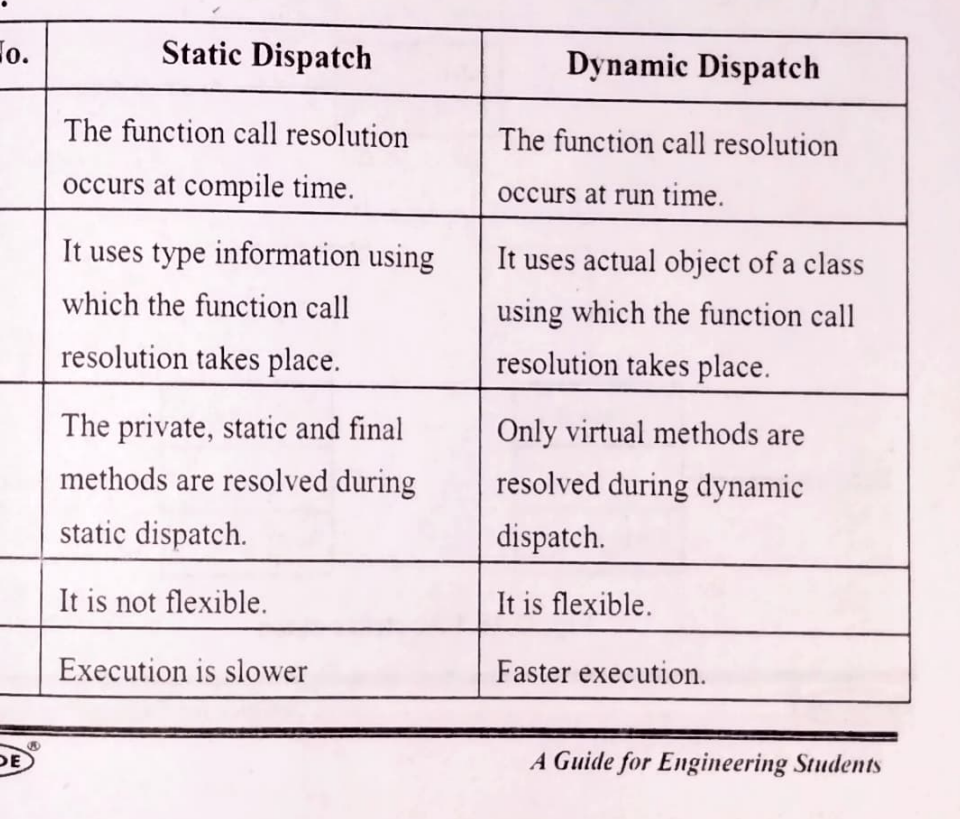 No. Static Dispatch Dynamic Dispatch
The function call resolution
occurs at compile time.
The function call resolution
occurs at run time.
It uses type information using
which the function call
resolution takes place.
It uses actual object of a class
using which the function call
resolution takes place.
The private, static and final
methods are resolved during
static dispatch.
Only virtual methods are
resolved during dynamic
dispatch.
It is not flexible.
It is flexible.
Execution is slower
Faster execution.
DE®
A Guide for Engineering Students